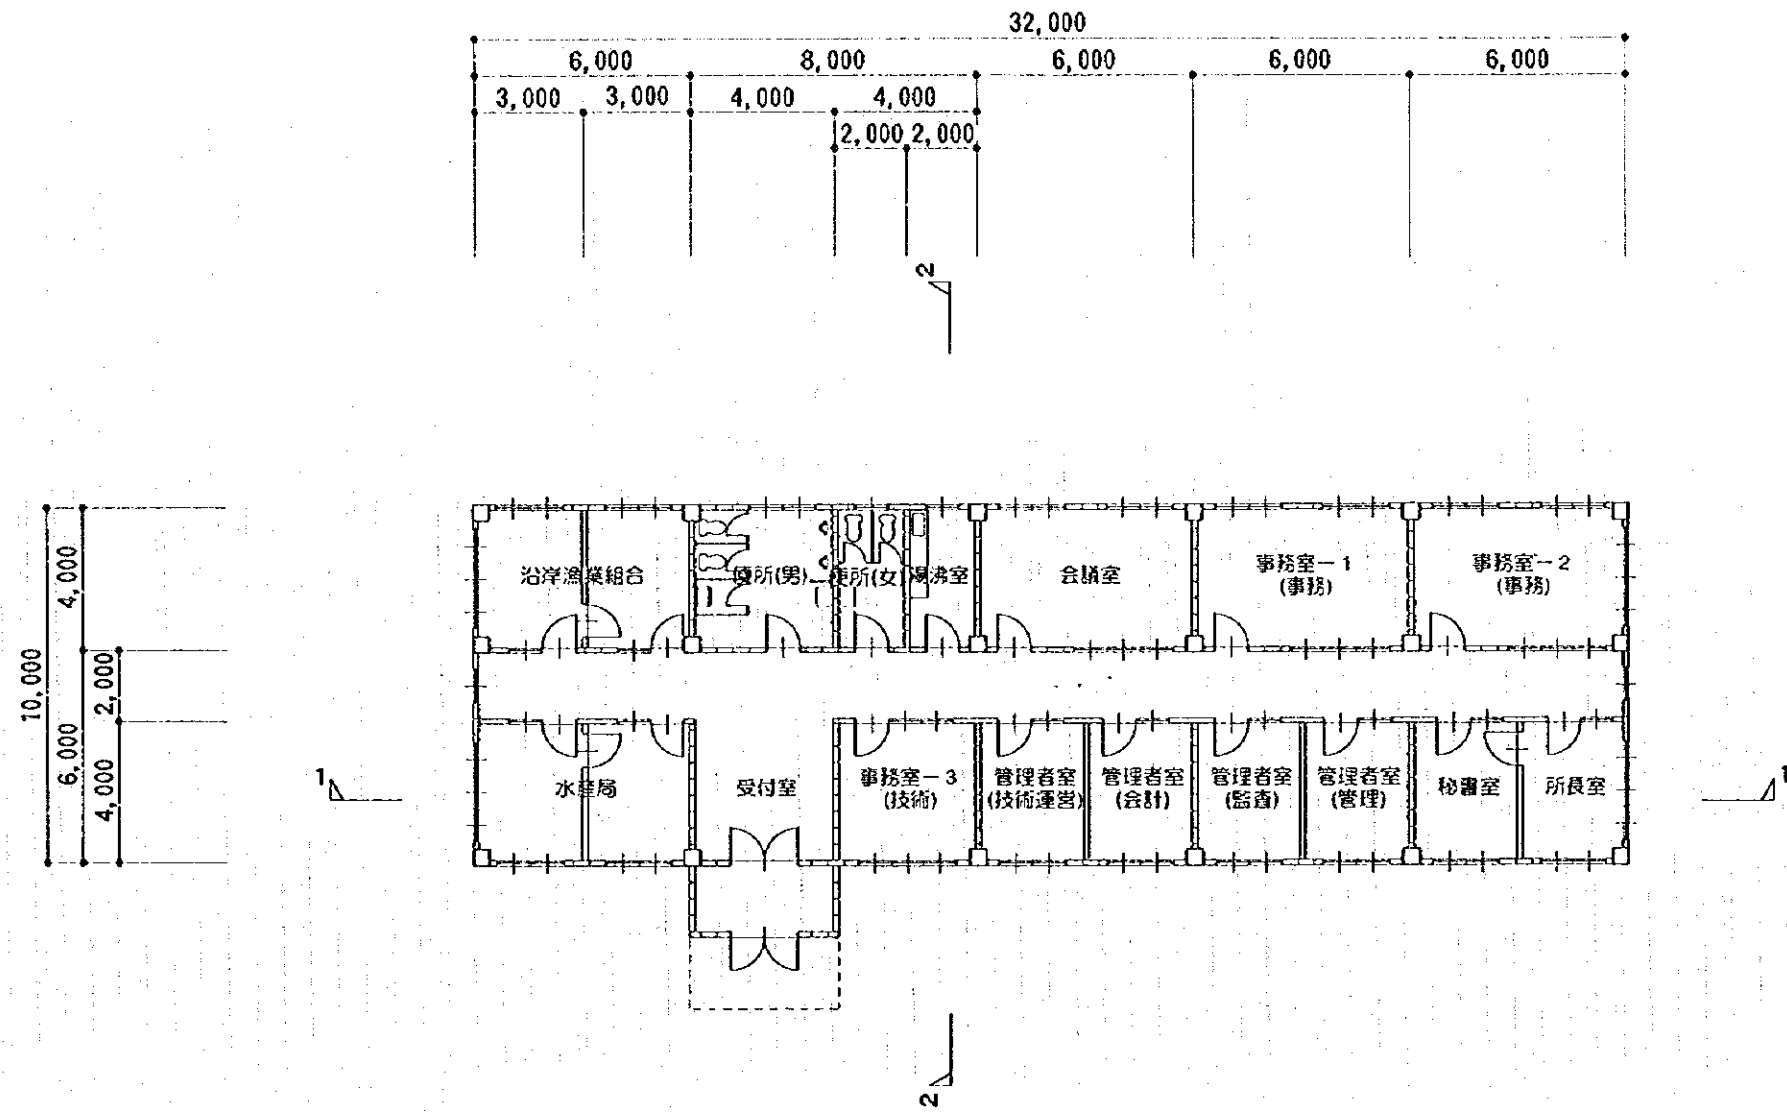 32,000
6,000 8,000 6,000 6,000 6,000
3,000 3,000 4,000 4,000
2,000 2,000
2
沿岸漁業組合 便所(男) 便所(女) 湯沸室 会議室 事務室-1 事務室-2
(事務) (事務)
10,000
4,000
6,000
2,000
4,000
水産局 受付室 事務室-3 管理者室 管理者室 管理者室 管理者室 秘書室 所長室
(技術) (技術運営) (会計) (監査) (管理)
1 1
2